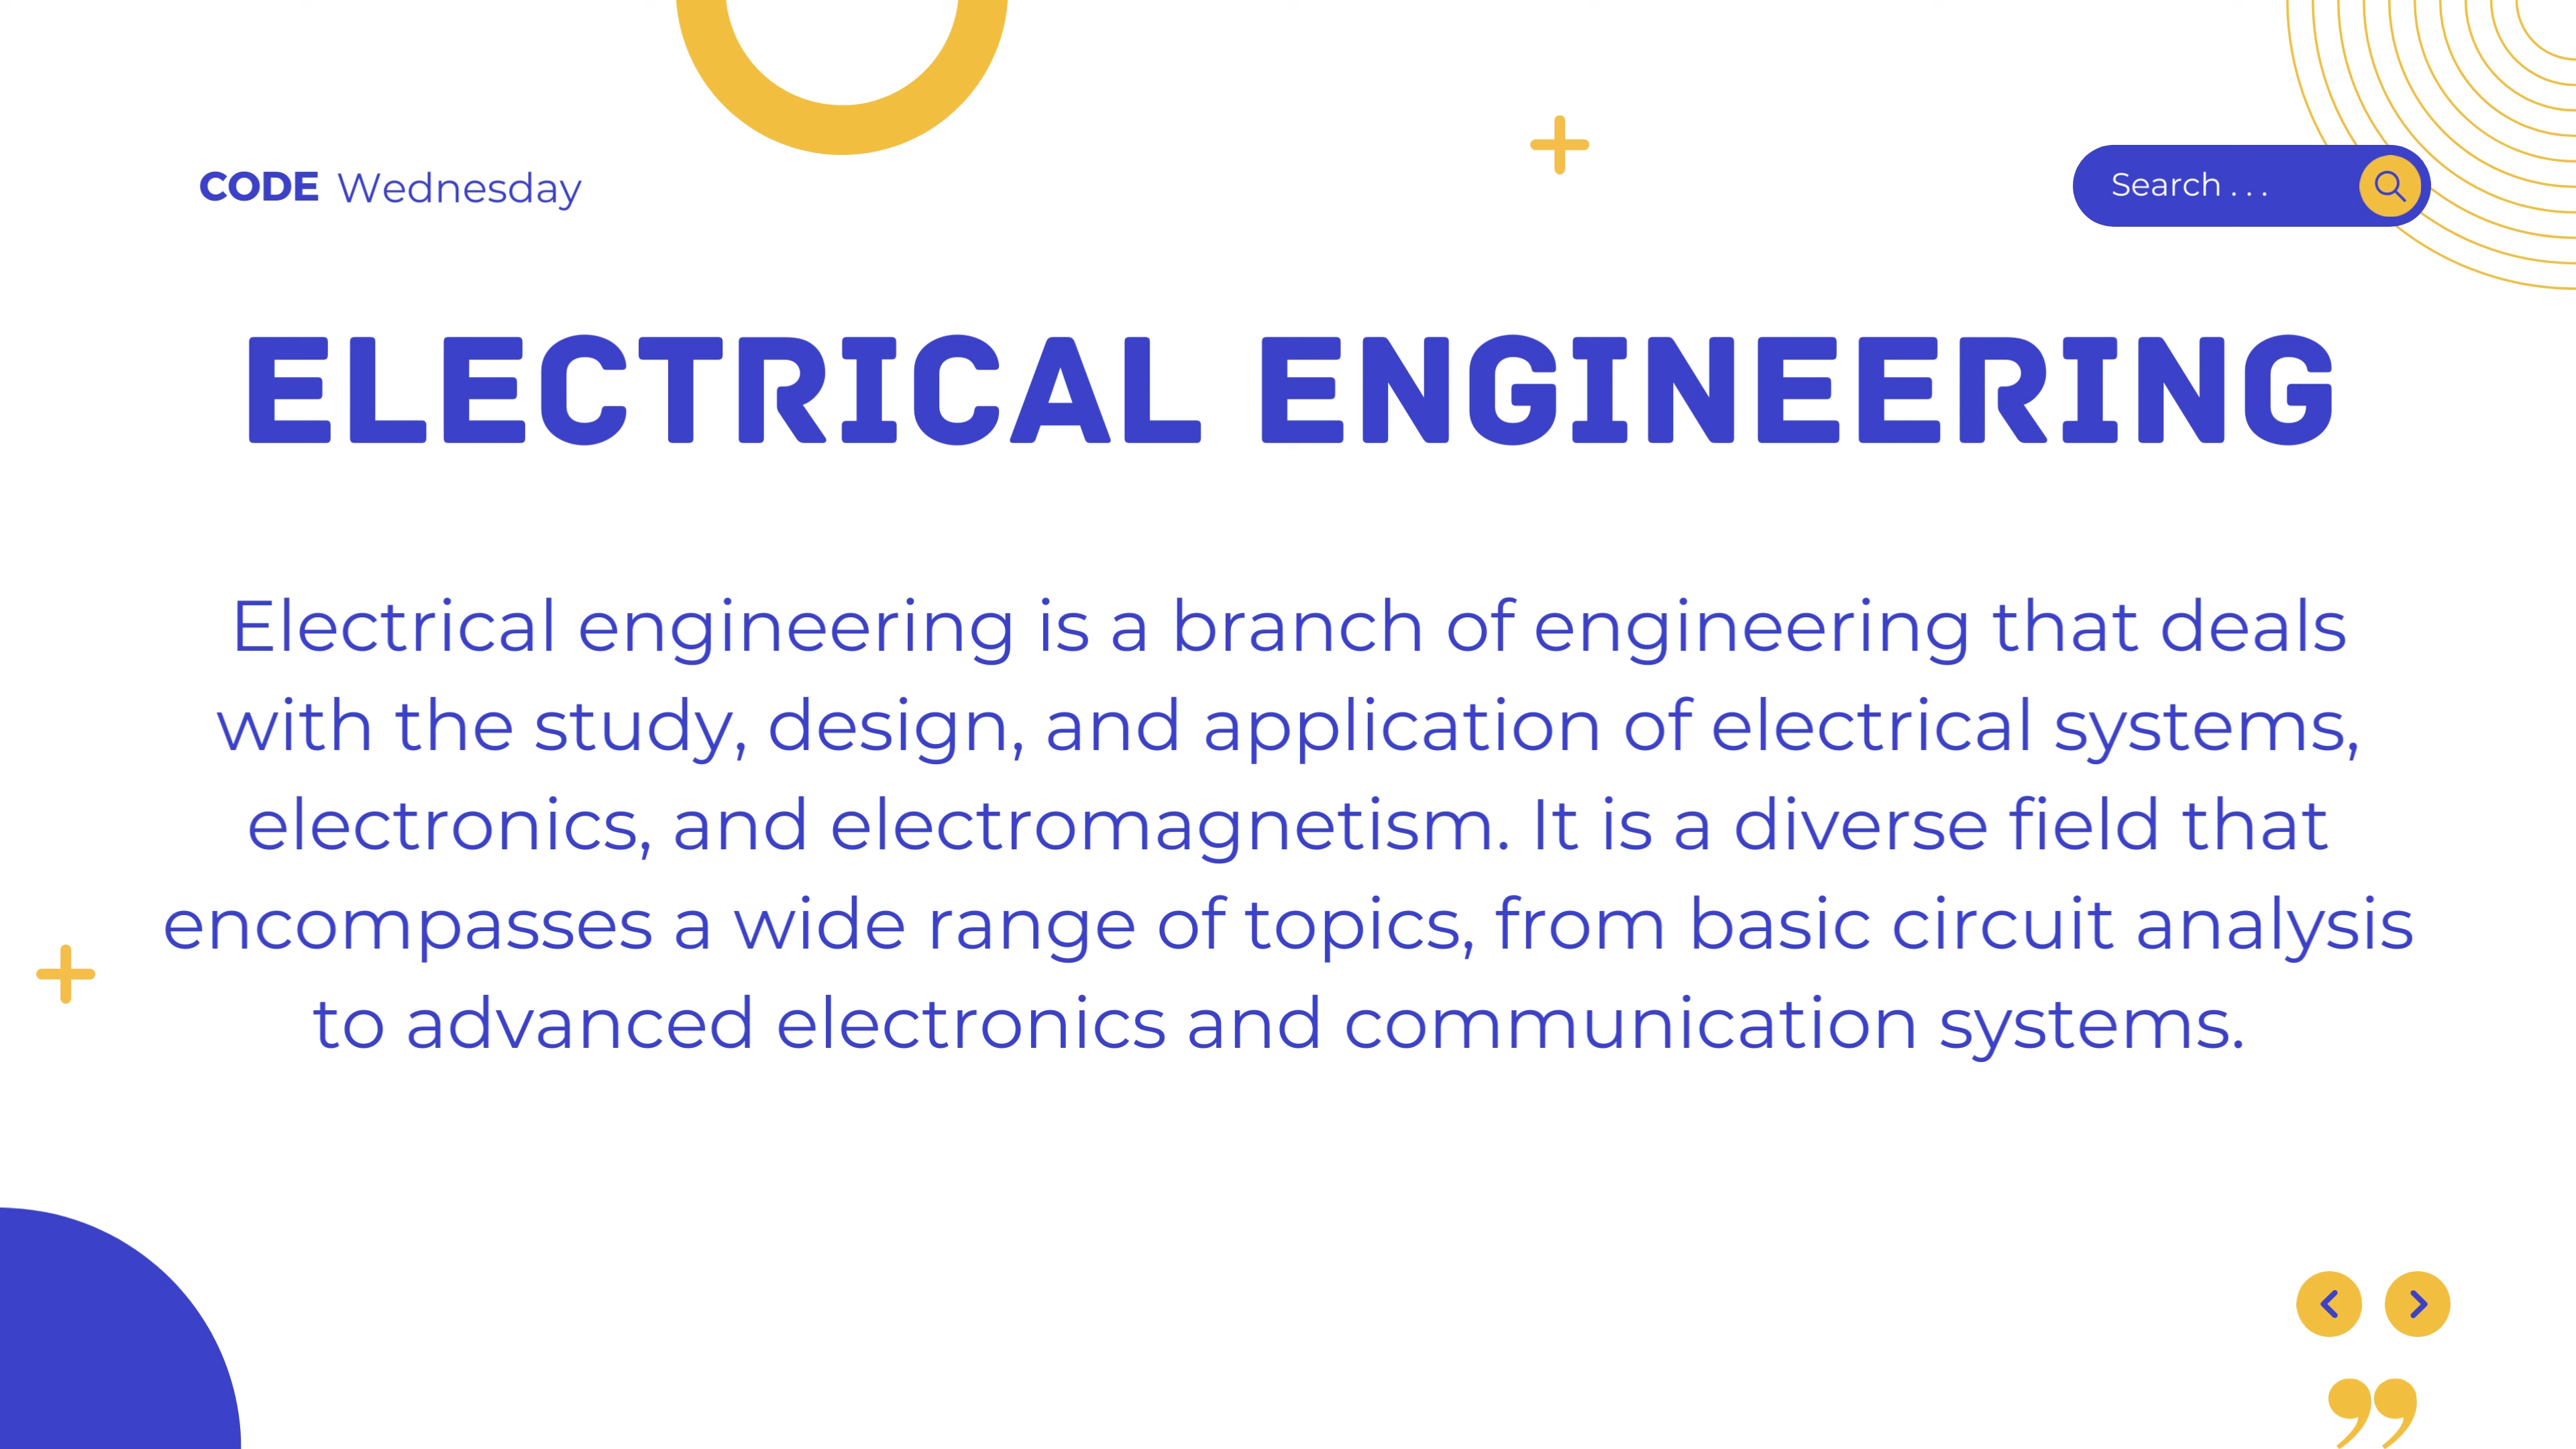 CODE Wednesday
Search . . .
ELECTRICAL ENGINEERING
Electrical engineering is a branch of engineering that deals
with the study, design, and application of electrical systems,
electronics, and electromagnetism. It is a diverse field that
encompasses a wide range of topics, from basic circuit analysis
to advanced electronics and communication systems.